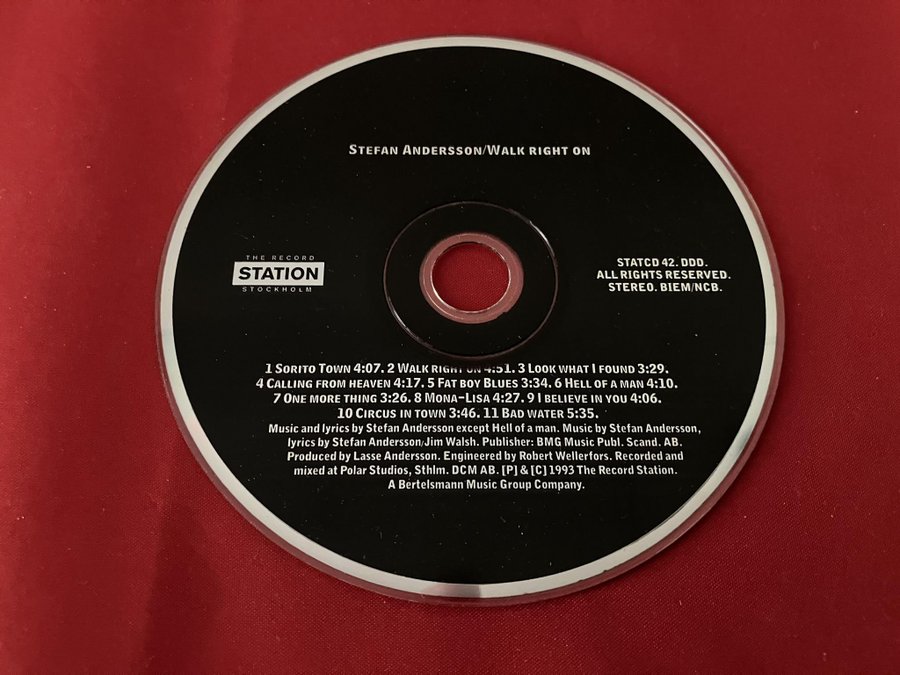 STEFAN ANDERSSON/WALK RIGHT ON
THE RECORD
STATION
STOCKHOLM
STATCD 42. DDD.
ALL RIGHTS RESERVED.
STEREO. BIEM/NCB.
1 SORITO TOWN 4:07. 2 WALK RIGHT ON 4:51. 3 LOOK WHAT I FOUND 3:29.
4 CALLING FROM HEAVEN 4:17. 5 FAT BOY BLUES 3:34. 6 HELL OF A MAN 4:10.
7 ONE MORE THING 3:26. 8 MONA-LISA 4:27. 9 I BELIEVE IN YOU 4:06.
10 CIRCUS IN TOWN 3:46. 11 BAD WATER 5:35.
Music and lyrics by Stefan Andersson except Hell of a man. Music by Stefan Andersson,
lyrics by Stefan Andersson/Jim Walsh. Publisher: BMG Music Publ. Scand. AB.
Produced by Lasse Andersson. Engineered by Robert Wellerfors. Recorded and
mixed at Polar Studios, Sthlm. DCM AB. [P] & [C] 1993 The Record Station.
A Bertelsmann Music Group Company.